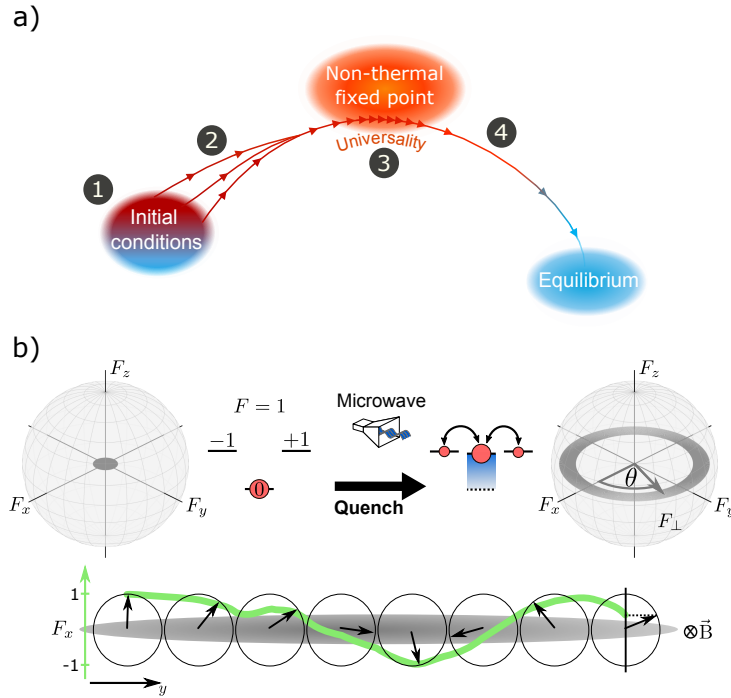 a)
Non-thermal
fixed point
Universality
1
2
3
4
Initial
conditions
Equilibrium
b)
F_z
F_x
F_y
F = 1
−1
+1
0
Microwave
Quench
F_z
F_x
F_y
θ
F_⊥
1
F_x
-1
y
⊗B⃗